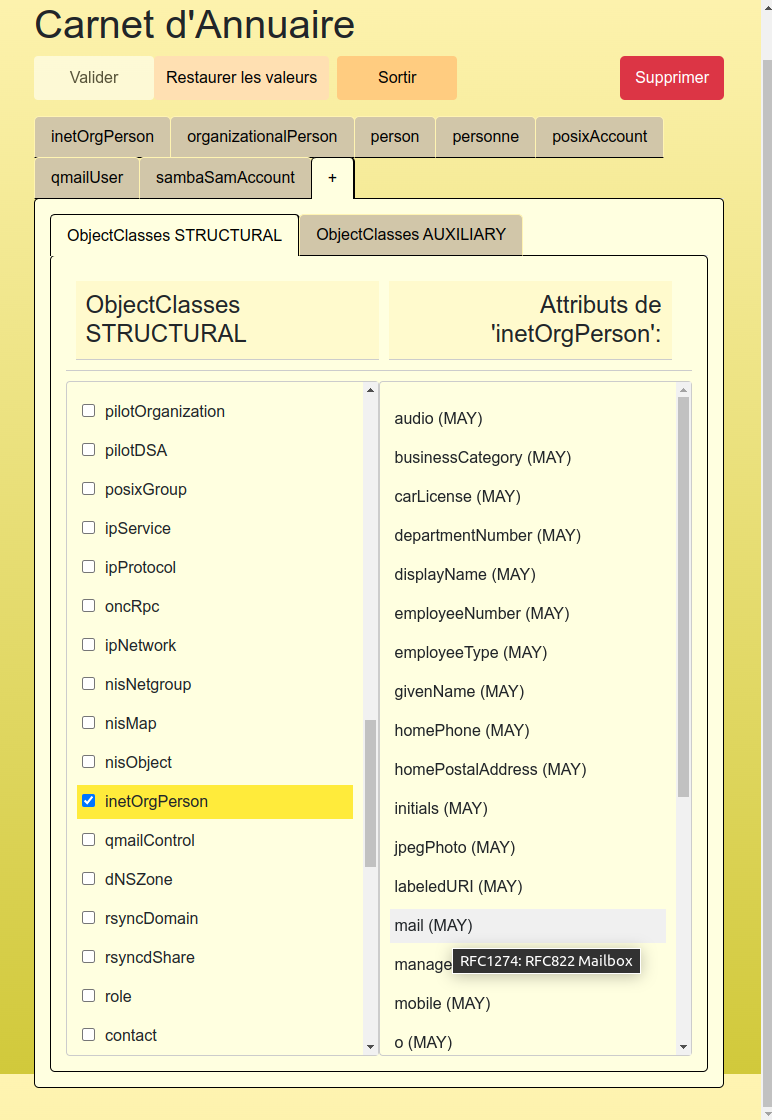 Carnet d'Annuaire
Valider Restaurer les valeurs Sortir Supprimer
inetOrgPerson organizationalPerson person personne posixAccount
qmailUser sambaSamAccount +
ObjectClasses STRUCTURAL ObjectClasses AUXILIARY
ObjectClasses
STRUCTURAL
Attributs de
'inetOrgPerson':
pilotOrganization
pilotDSA
posixGroup
ipService
ipProtocol
oncRpc
ipNetwork
nisNetgroup
nisMap
nisObject
inetOrgPerson
qmailControl
dNSZone
rsyncDomain
rsyncdShare
role
contact
audio (MAY)
businessCategory (MAY)
carLicense (MAY)
departmentNumber (MAY)
displayName (MAY)
employeeNumber (MAY)
employeeType (MAY)
givenName (MAY)
homePhone (MAY)
homePostalAddress (MAY)
initials (MAY)
jpegPhoto (MAY)
labeledURI (MAY)
mail (MAY)
RFC1274: RFC822 Mailbox
manage
mobile (MAY)
o (MAY)